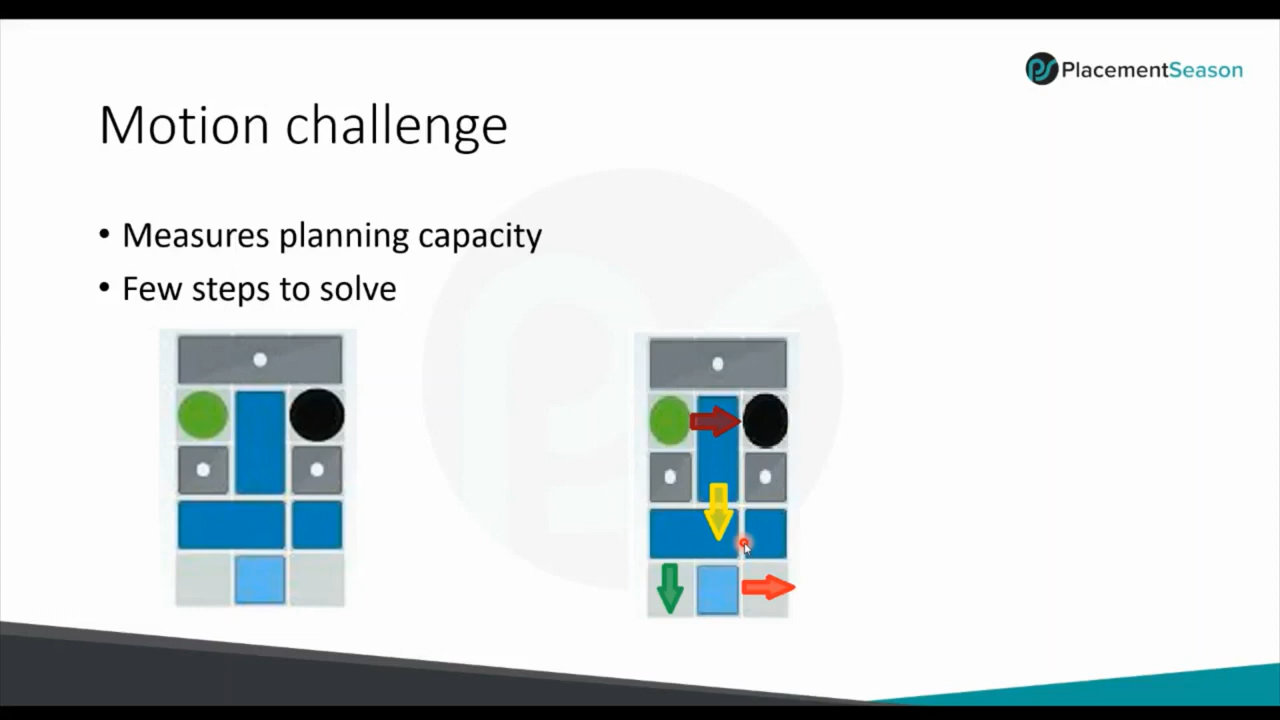 PlacementSeason
Motion challenge
• Measures planning capacity
• Few steps to solve